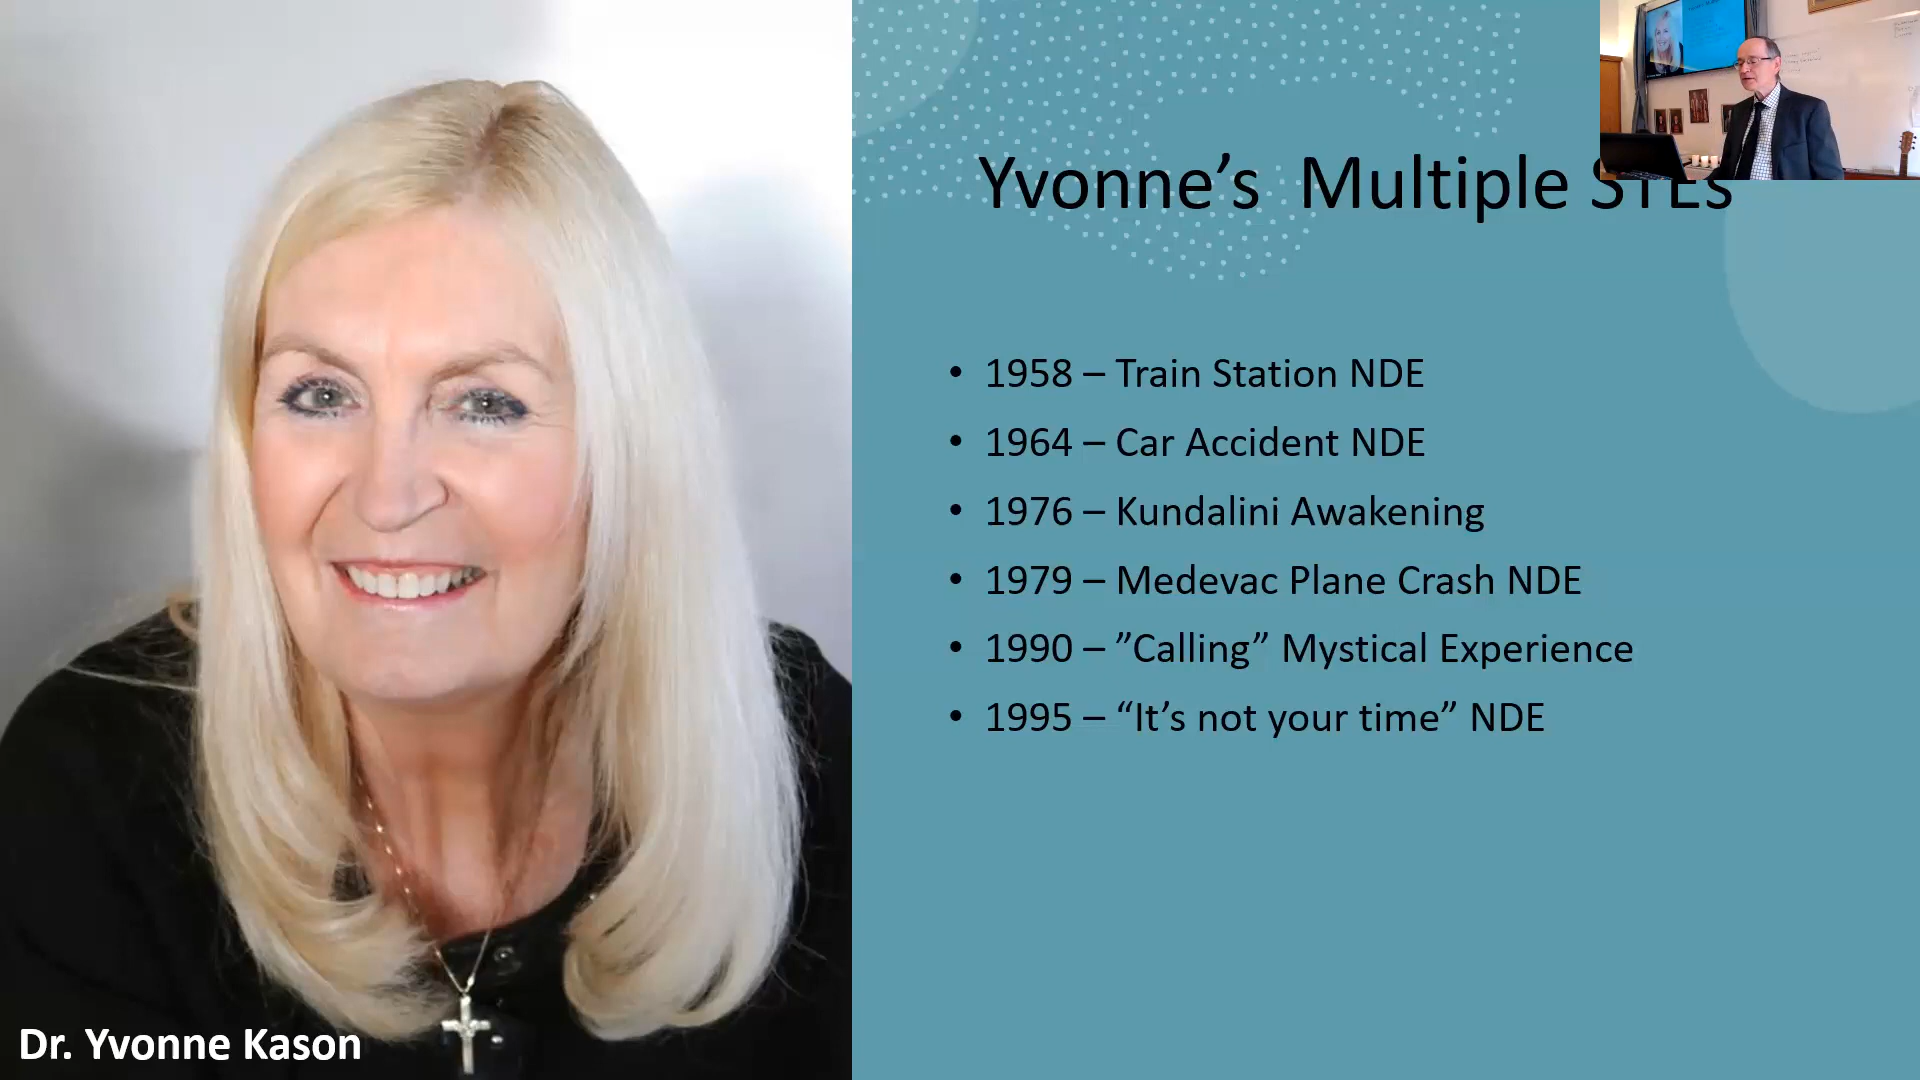 Yvonne’s Multiple STEs
• 1958 – Train Station NDE
• 1964 – Car Accident NDE
• 1976 – Kundalini Awakening
• 1979 – Medevac Plane Crash NDE
• 1990 – ”Calling” Mystical Experience
• 1995 – “It’s not your time” NDE
Dr. Yvonne Kason